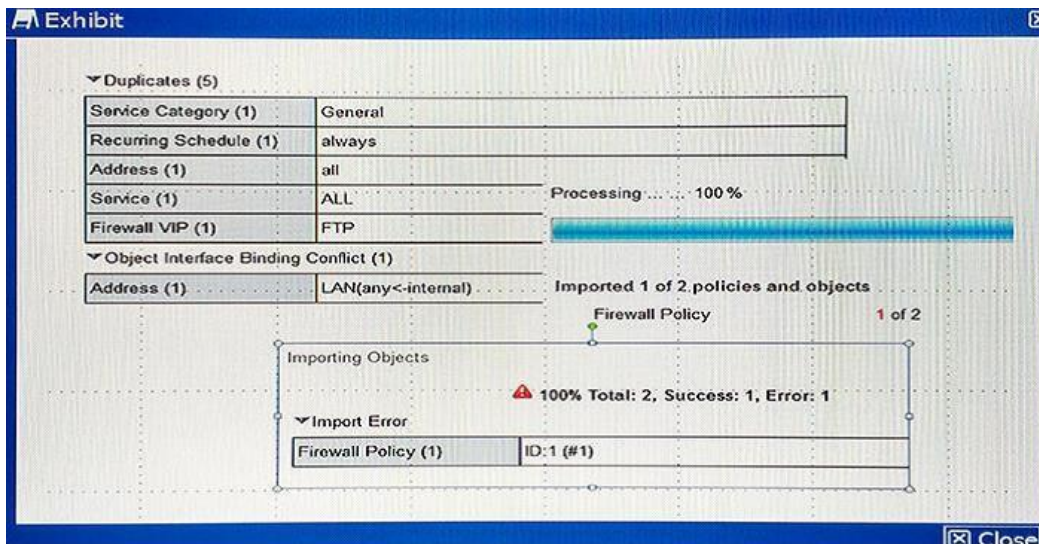 Exhibit
Duplicates (5)
Service Category (1) General
Recurring Schedule (1) always
Address (1) all
Service (1) ALL
Firewall VIP (1) FTP
Processing ... ... 100 %
Object Interface Binding Conflict (1)
Address (1) LAN(any<-internal)
Imported 1 of 2 policies and objects
Firewall Policy 1 of 2
Importing Objects
100% Total: 2, Success: 1, Error: 1
Import Error
Firewall Policy (1) ID:1 (#1)
Close